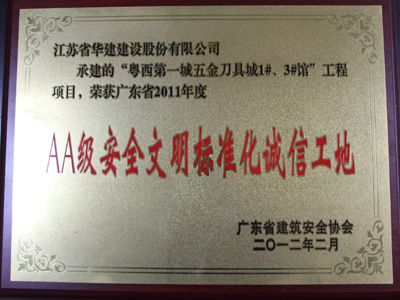 江苏省华建建设股份有限公司
承建的“粤西第一城五金刀具城1#、3#馆”工程
项目，荣获广东省2011年度
AA级安全文明标准化诚信工地
广东省建筑安全协会
二〇一二年二月